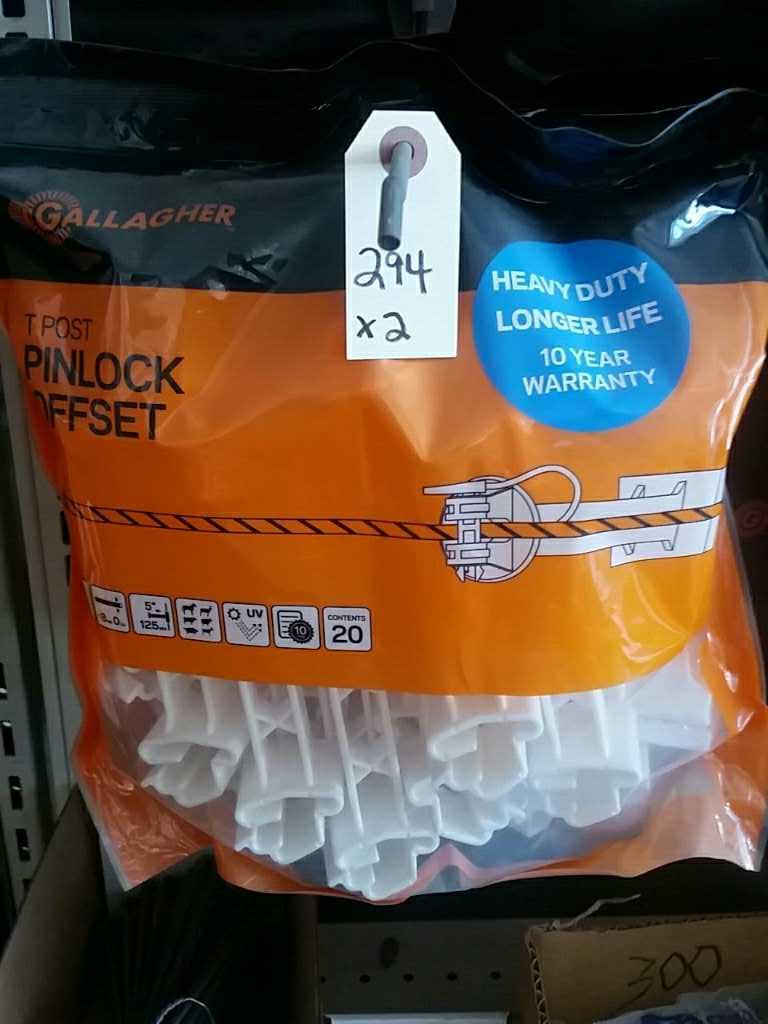 GALLAGHER
294
x2
HEAVY DUTY
LONGER LIFE
10 YEAR
WARRANTY
T POST
PINLOCK
OFFSET
5"
125
UV
10
CONTENTS
20
300